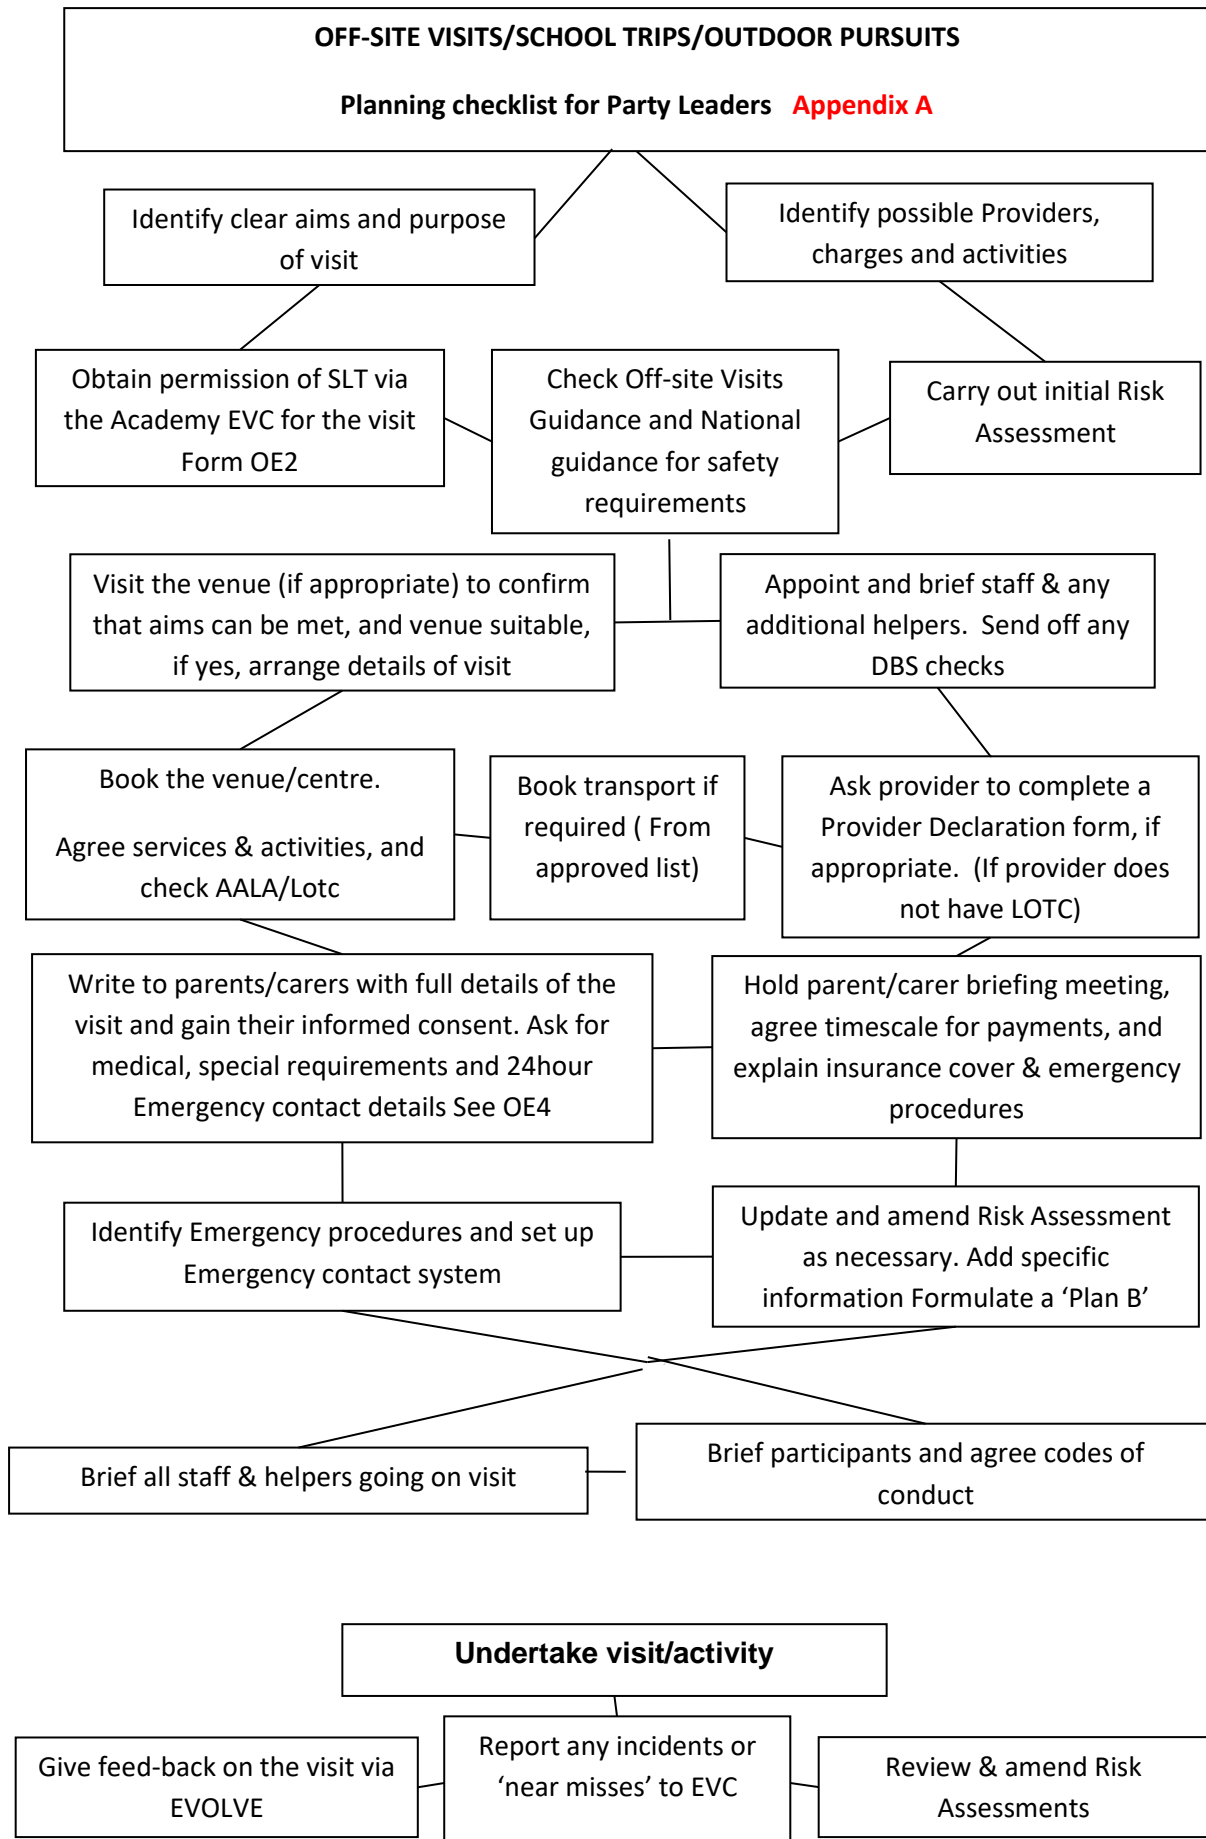 OFF-SITE VISITS/SCHOOL TRIPS/OUTDOOR PURSUITS
Planning checklist for Party Leaders Appendix A
Identify clear aims and purpose
of visit
Identify possible Providers,
charges and activities
Obtain permission of SLT via
the Academy EVC for the visit
Form OE2
Check Off-site Visits
Guidance and National
guidance for safety
requirements
Carry out initial Risk
Assessment
Visit the venue (if appropriate) to confirm
that aims can be met, and venue suitable,
if yes, arrange details of visit
Appoint and brief staff & any
additional helpers. Send off any
DBS checks
Book the venue/centre.
Agree services & activities, and
check AALA/Lotc
Book transport if
required ( From
approved list)
Ask provider to complete a
Provider Declaration form, if
appropriate. (If provider does
not have LOTC)
Write to parents/carers with full details of the
visit and gain their informed consent. Ask for
medical, special requirements and 24hour
Emergency contact details See OE4
Hold parent/carer briefing meeting,
agree timescale for payments, and
explain insurance cover & emergency
procedures
Identify Emergency procedures and set up
Emergency contact system
Update and amend Risk Assessment
as necessary. Add specific
information Formulate a ‘Plan B’
Brief all staff & helpers going on visit
Brief participants and agree codes of
conduct
Undertake visit/activity
Give feed-back on the visit via
EVOLVE
Report any incidents or
‘near misses’ to EVC
Review & amend Risk
Assessments